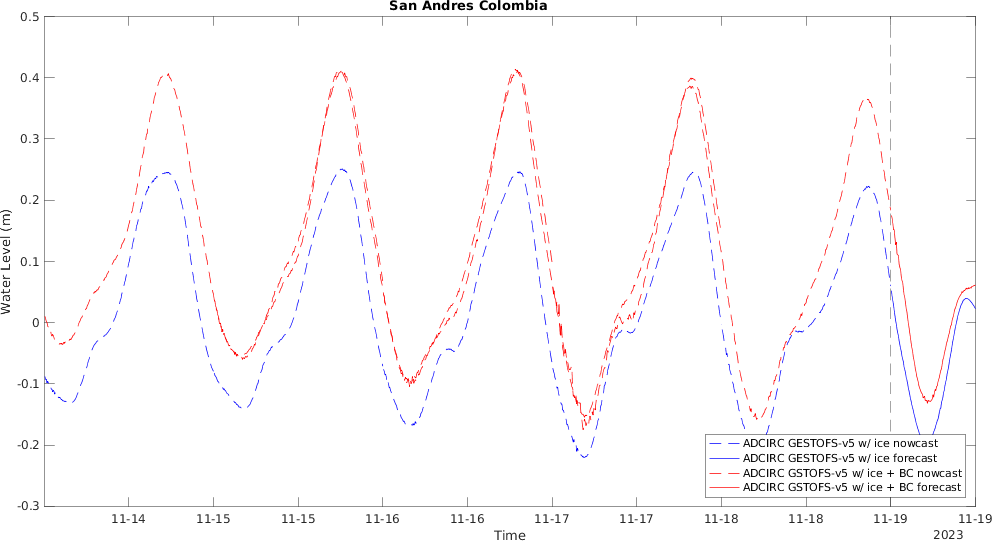 San Andres Colombia
0.5
0.4
0.3
0.2
0.1
0
-0.1
-0.2
-0.3
Water Level (m)
ADCIRC GESTOFS-v5 w/ ice nowcast
ADCIRC GESTOFS-v5 w/ ice forecast
ADCIRC GSTOFS-v5 w/ ice + BC nowcast
ADCIRC GSTOFS-v5 w/ ice + BC forecast
11-14 11-15 11-15 11-16 11-16 11-17 11-17 11-18 11-18 11-19 11-19
Time
2023